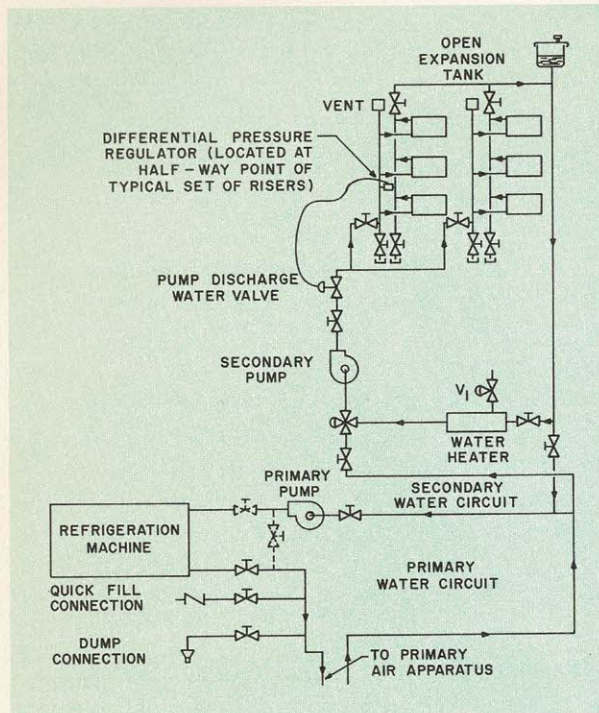 OPEN
EXPANSION
TANK
VENT
DIFFERENTIAL PRESSURE
REGULATOR (LOCATED AT
HALF-WAY POINT OF
TYPICAL SET OF RISERS)
PUMP DISCHARGE
WATER VALVE
SECONDARY
PUMP
V1
WATER
HEATER
PRIMARY
PUMP
SECONDARY
WATER CIRCUIT
REFRIGERATION
MACHINE
PRIMARY
WATER CIRCUIT
QUICK FILL
CONNECTION
DUMP
CONNECTION
TO PRIMARY
AIR APPARATUS